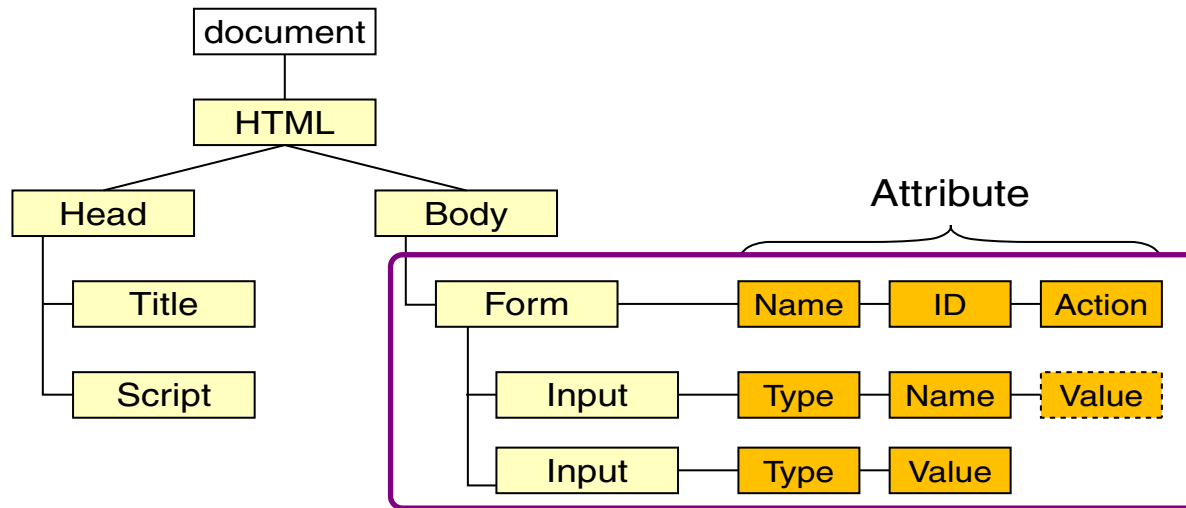 document
HTML
Head
Body
Attribute
Title
Form
Name
ID
Action
Script
Input
Type
Name
Value
Input
Type
Value